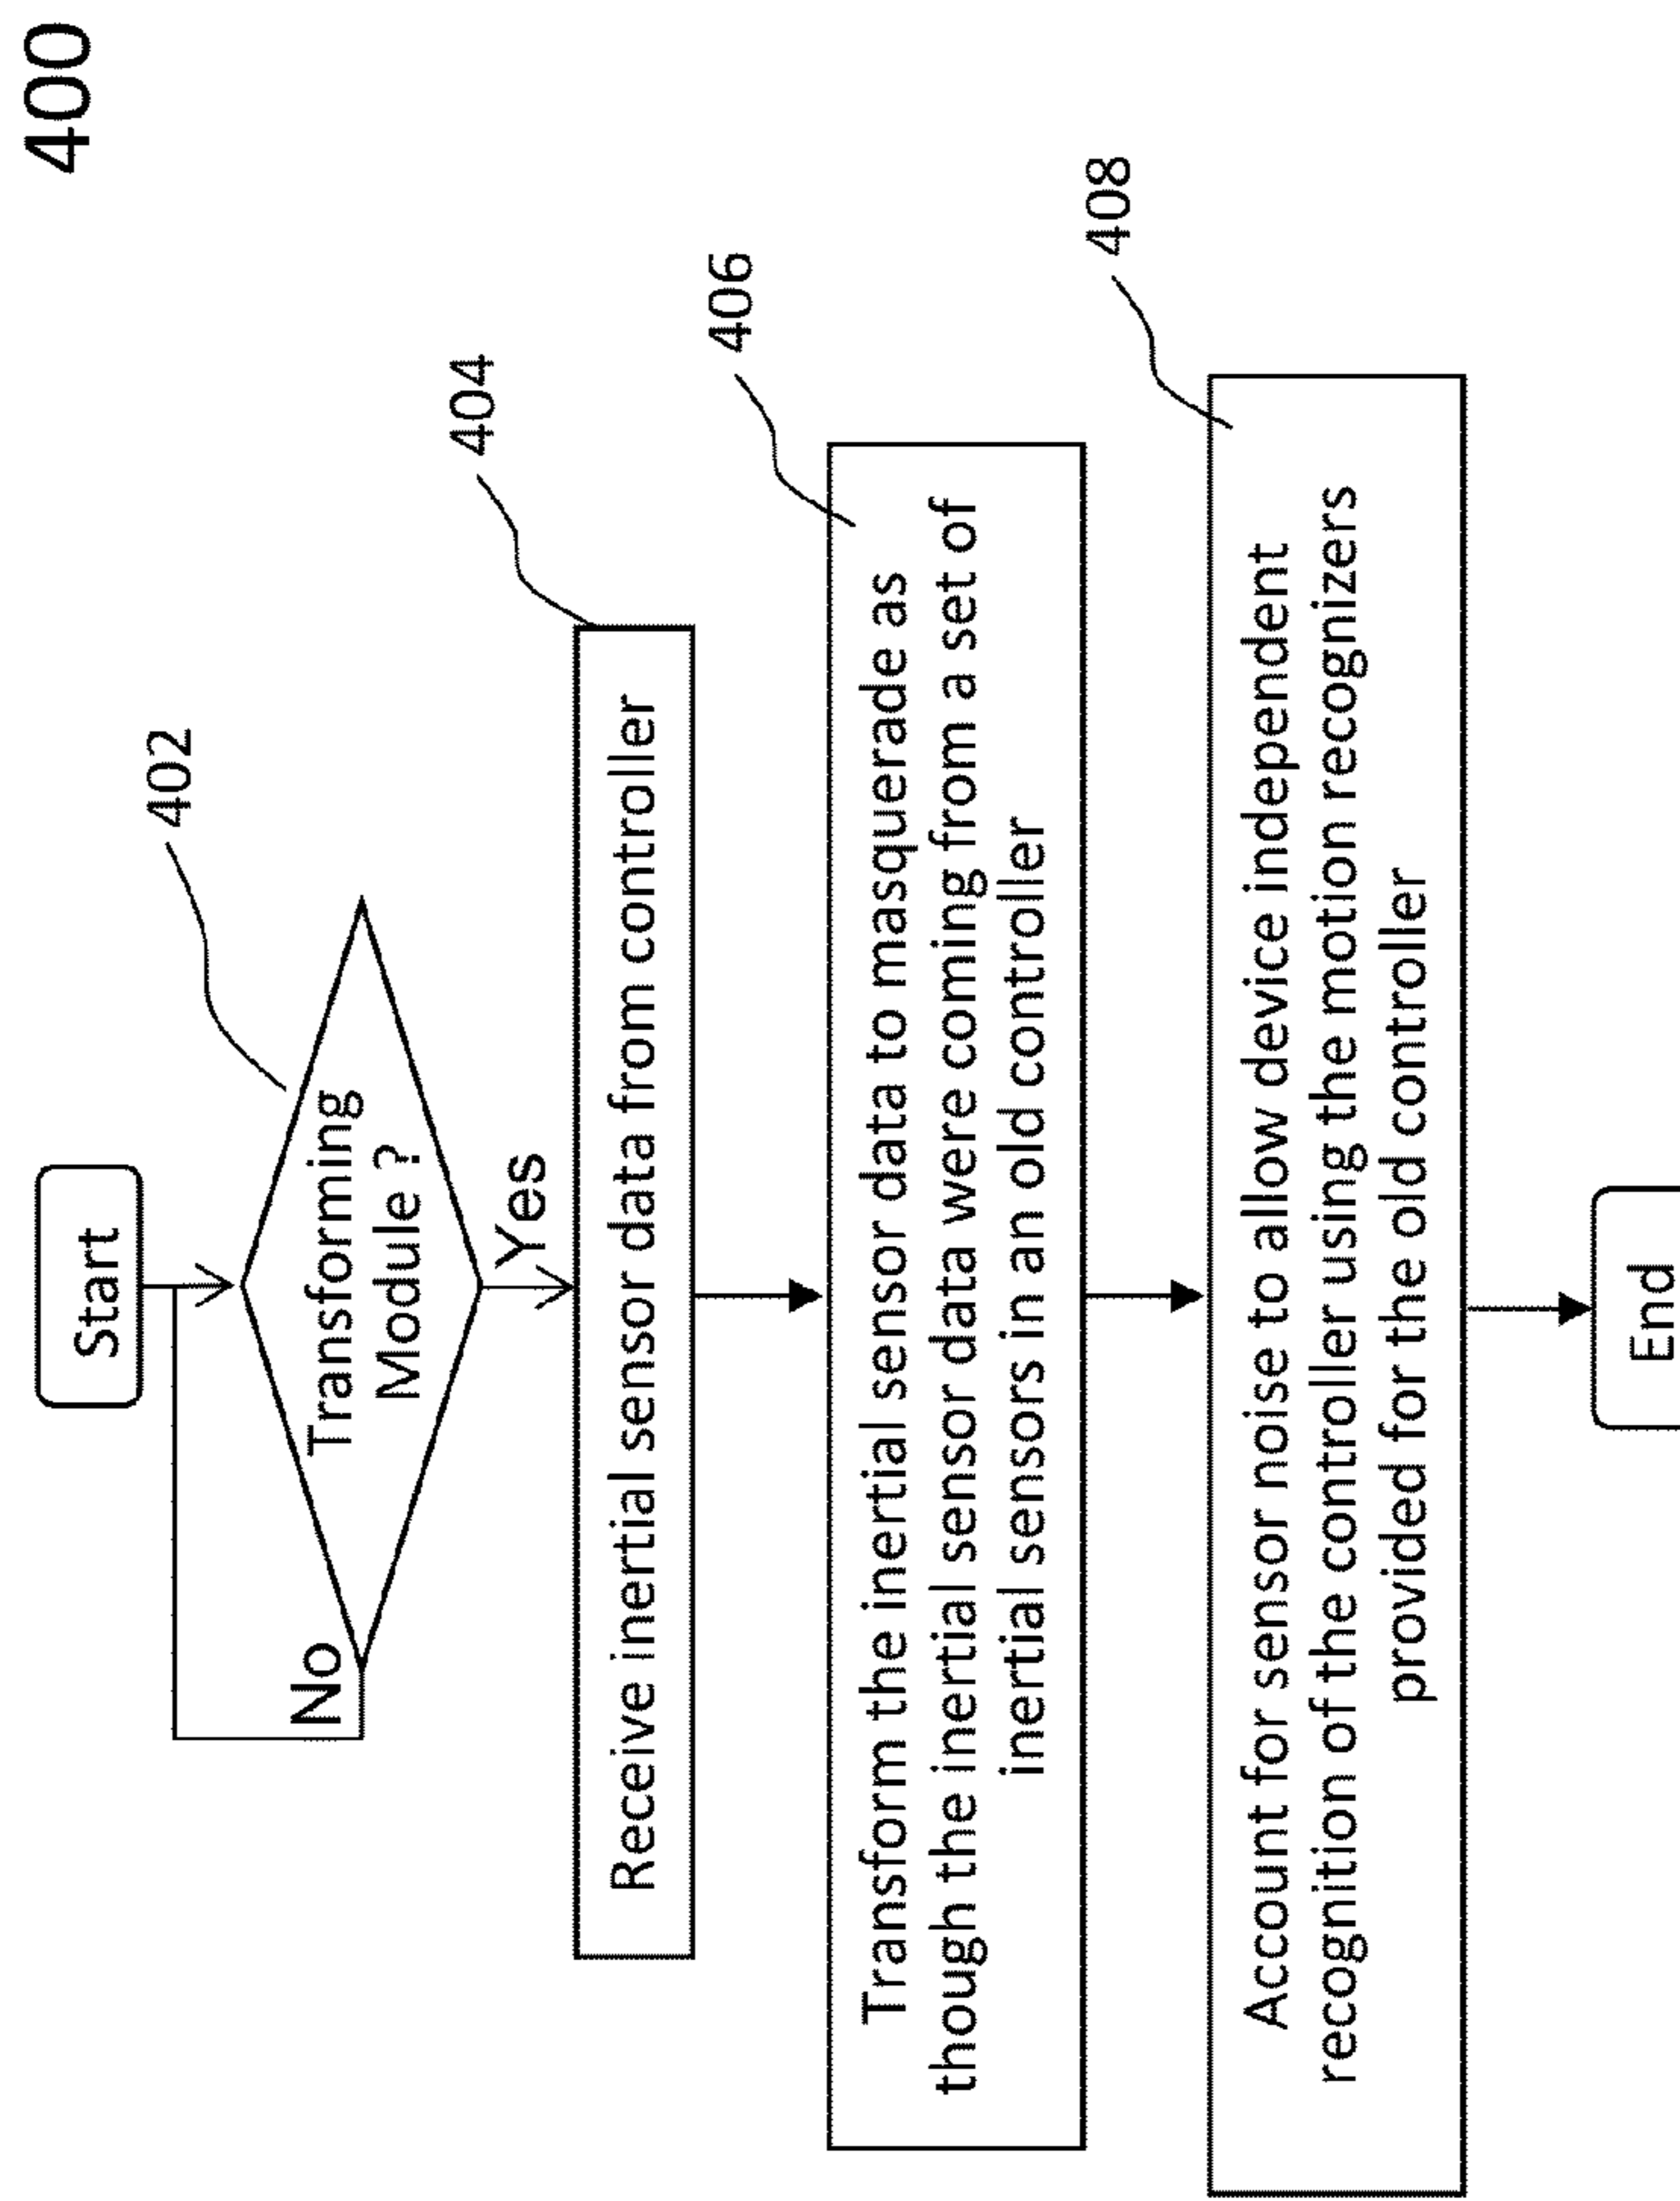 400
Start
402
Transforming
Module ?
No
Yes
404
Receive inertial sensor data from controller
406
Transform the inertial sensor data to masquerade as
though the inertial sensor data were coming from a set of
inertial sensors in an old controller
408
Account for sensor noise to allow device independent
recognition of the controller using the motion recognizers
provided for the old controller
End